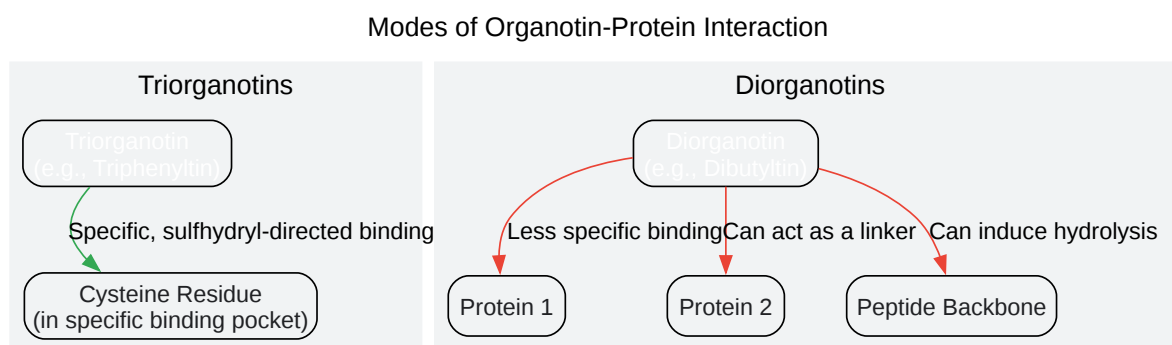 Modes of Organotin-Protein Interaction
Triorganotins
Triorganotin
(e.g., Triphenyltin)
Specific, sulfhydryl-directed binding
Cysteine Residue
(in specific binding pocket)
Diorganotins
Diorganotin
(e.g., Dibutyltin)
Less specific binding
Can act as a linker
Can induce hydrolysis
Protein 1
Protein 2
Peptide Backbone